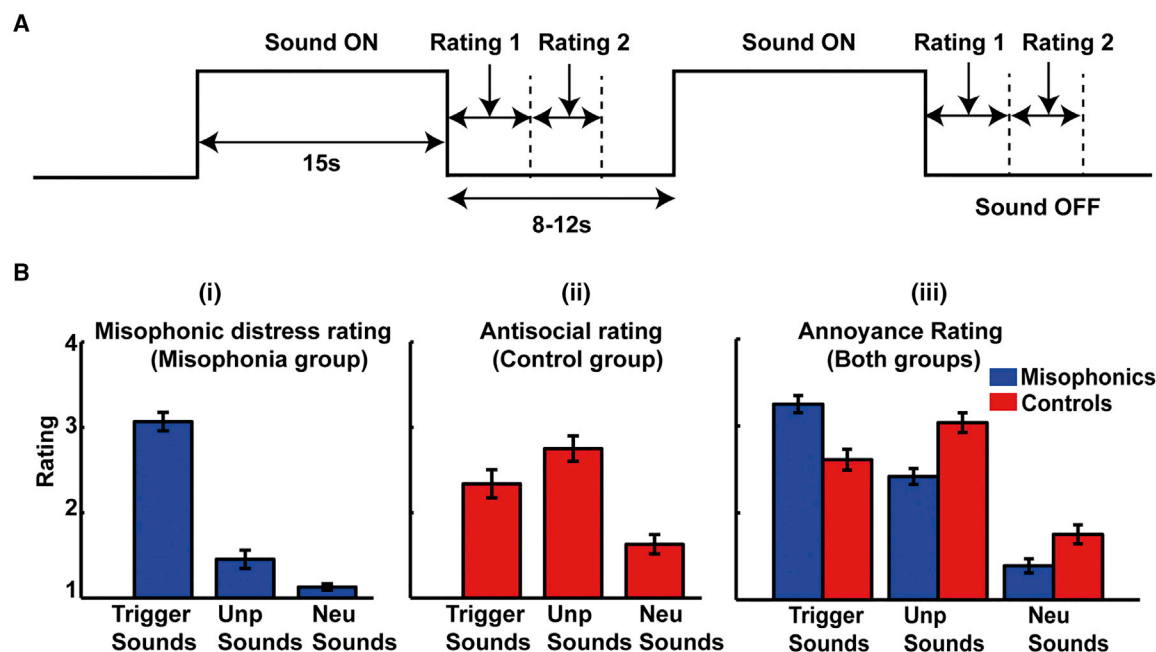 A
Sound ON Rating 1 Rating 2 Sound ON Rating 1 Rating 2
15s
8-12s
Sound OFF
B
(i) (ii) (iii)
Misophonic distress rating
(Misophonia group)
Antisocial rating
(Control group)
Annoyance Rating
(Both groups)
Misophonics
Controls
Rating
4
3
2
1
Trigger Unp Neu
Sounds Sounds Sounds
Trigger Unp Neu
Sounds Sounds Sounds
Trigger Unp Neu
Sounds Sounds Sounds